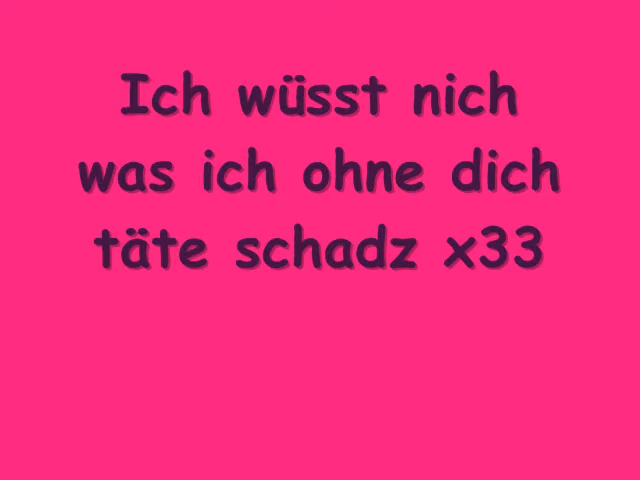 Ich wüsst nich
was ich ohne dich
täte schadz x33